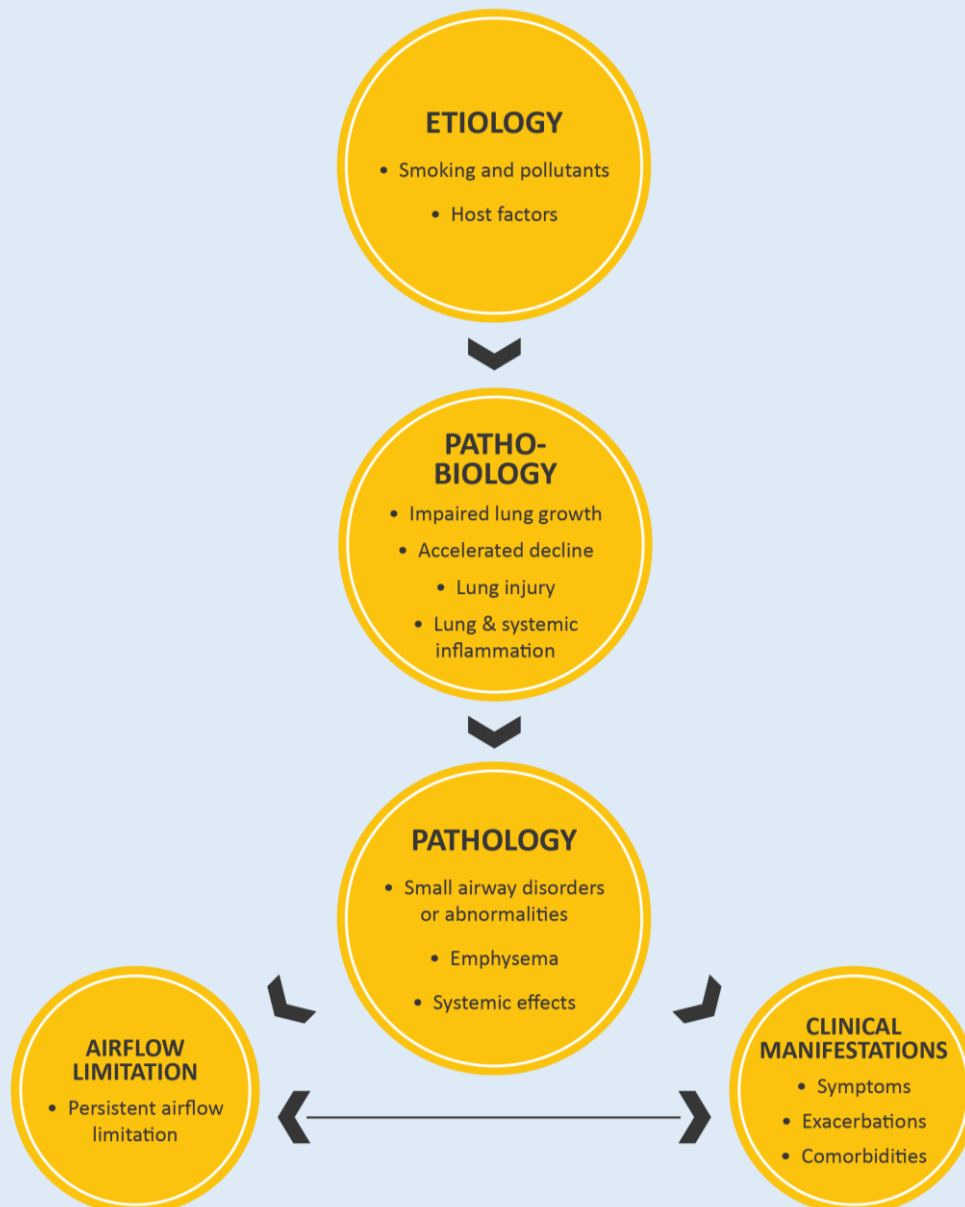 ETIOLOGY
• Smoking and pollutants
• Host factors
PATHO-
BIOLOGY
• Impaired lung growth
• Accelerated decline
• Lung injury
• Lung & systemic
inflammation
PATHOLOGY
• Small airway disorders
or abnormalities
• Emphysema
• Systemic effects
AIRFLOW
LIMITATION
• Persistent airflow
limitation
CLINICAL
MANIFESTATIONS
• Symptoms
• Exacerbations
• Comorbidities